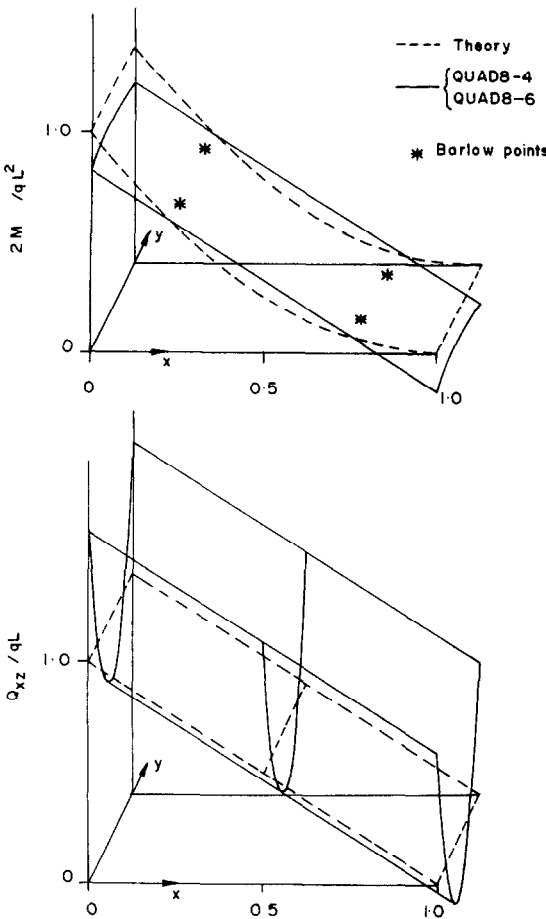 Theory
QUAD8-4
QUAD8-6
* Barlow points
1·0
2M /qL²
y
0
x
0
0·5
1·0
Q_xz / qL
1·0
y
0
x
0
0·5
1·0